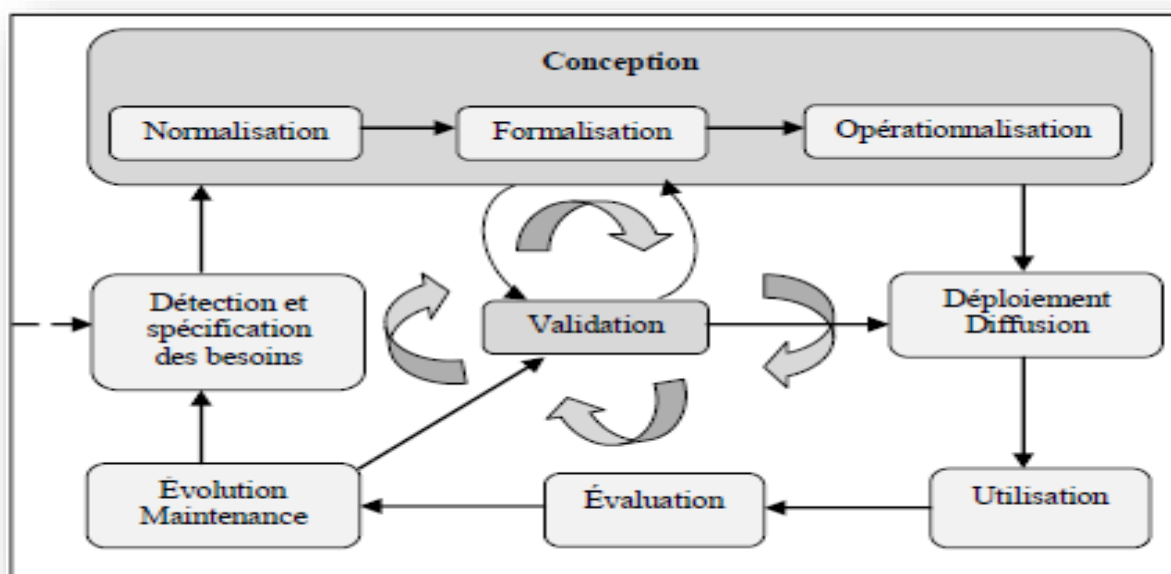 Conception
Normalisation
Formalisation
Opérationnalisation
Détection et
spécification
des besoins
Validation
Déploiement
Diffusion
Évolution
Maintenance
Évaluation
Utilisation